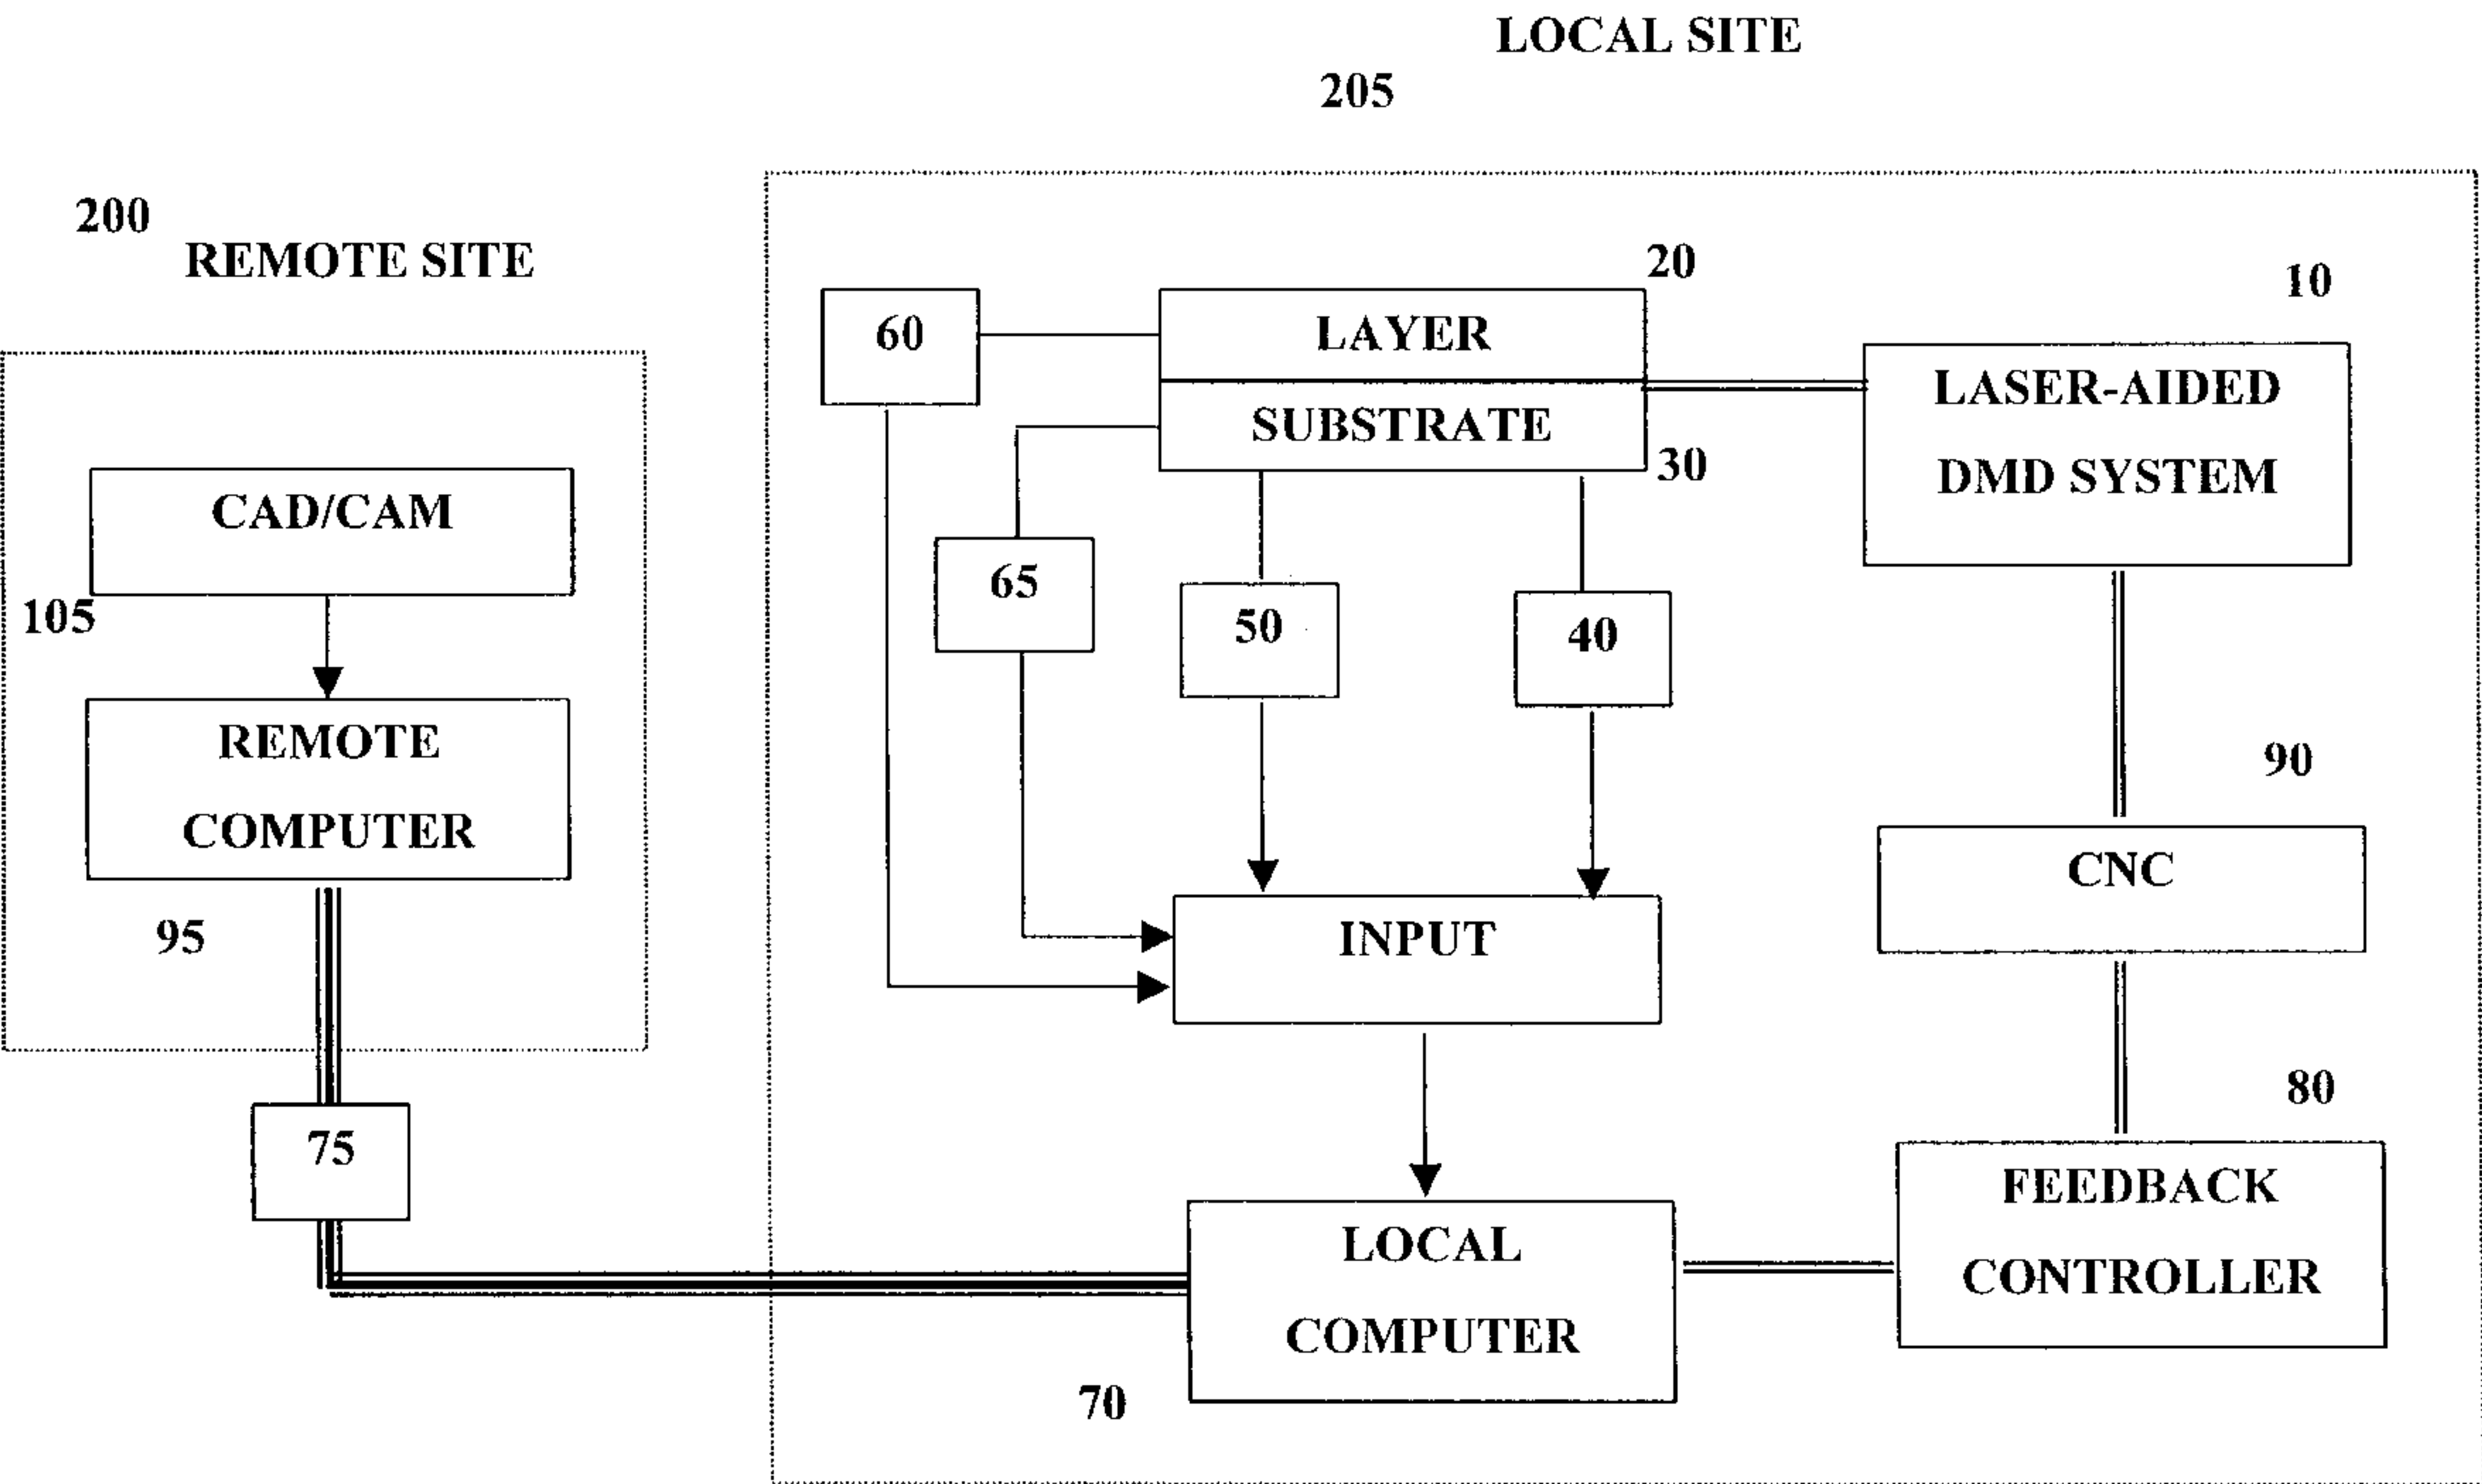 LOCAL SITE
205
200
REMOTE SITE
20
10
60
LAYER
LASER-AIDED
DMD SYSTEM
SUBSTRATE
30
CAD/CAM
105
65
50
40
REMOTE
COMPUTER
90
CNC
95
INPUT
80
75
FEEDBACK
CONTROLLER
LOCAL
COMPUTER
70